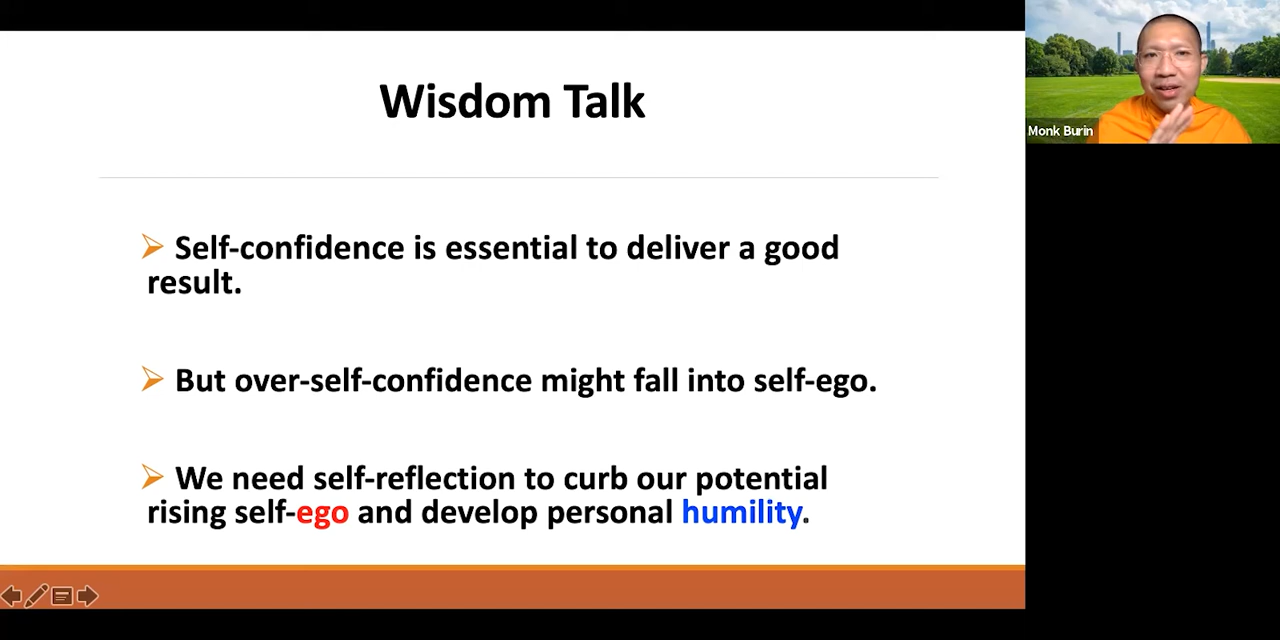 Wisdom Talk
Monk Burin
➢ Self-confidence is essential to deliver a good
result.
➢ But over-self-confidence might fall into self-ego.
➢ We need self-reflection to curb our potential
rising self-ego and develop personal humility.